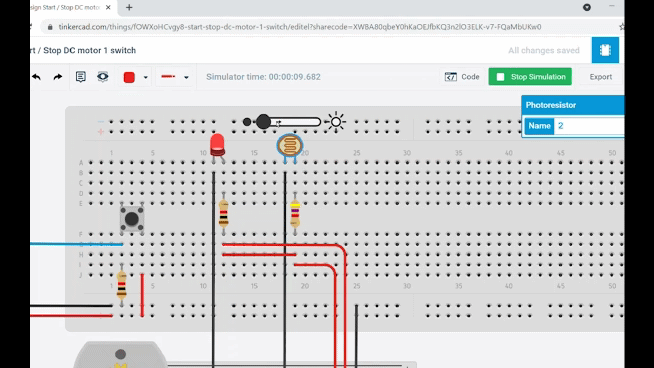 sign Start / Stop DC moto
tinkercad.com/things/fOWXoHCvgy8-start-stop-dc-motor-1-switch/editel?sharecode=XWBA80qbeY0hKaOEJfbKQ3n2lO3ELK-v7-FQaMbUKw0
rt / Stop DC motor 1 switch
All changes saved
Simulator time: 00:00:09.682
Code
Stop Simulation
Export
Photoresistor
Name 2
1 5 10 15 20 25 30 35 40 45 50
A
B
C
D
E
F
G
H
I
J
1 5 10 15 20 25 30 35 40 45 50